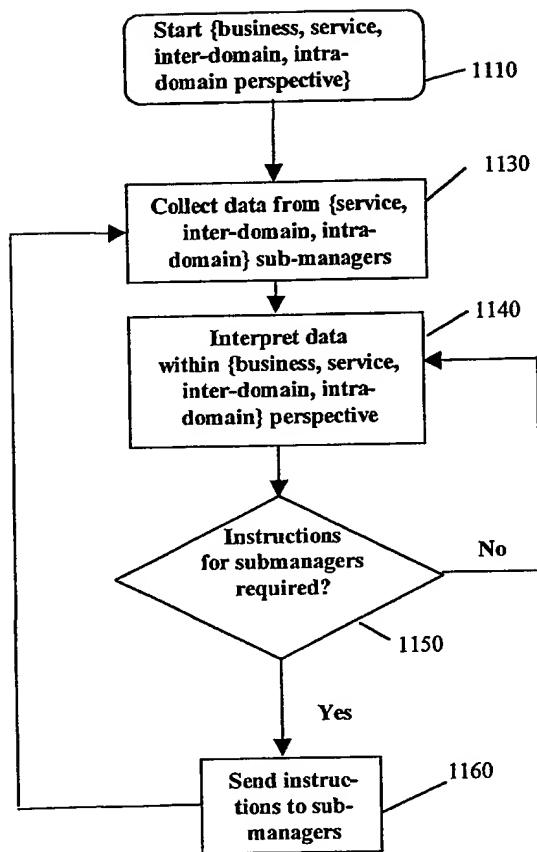 Start {business, service,
inter-domain, intra-
domain perspective}
1110
1130
Collect data from {service,
inter-domain, intra-
domain} sub-managers
1140
Interpret data
within {business, service,
inter-domain, intra-
domain} perspective
Instructions
for submanagers
required?
No
1150
Yes
1160
Send instruc-
tions to sub-
managers